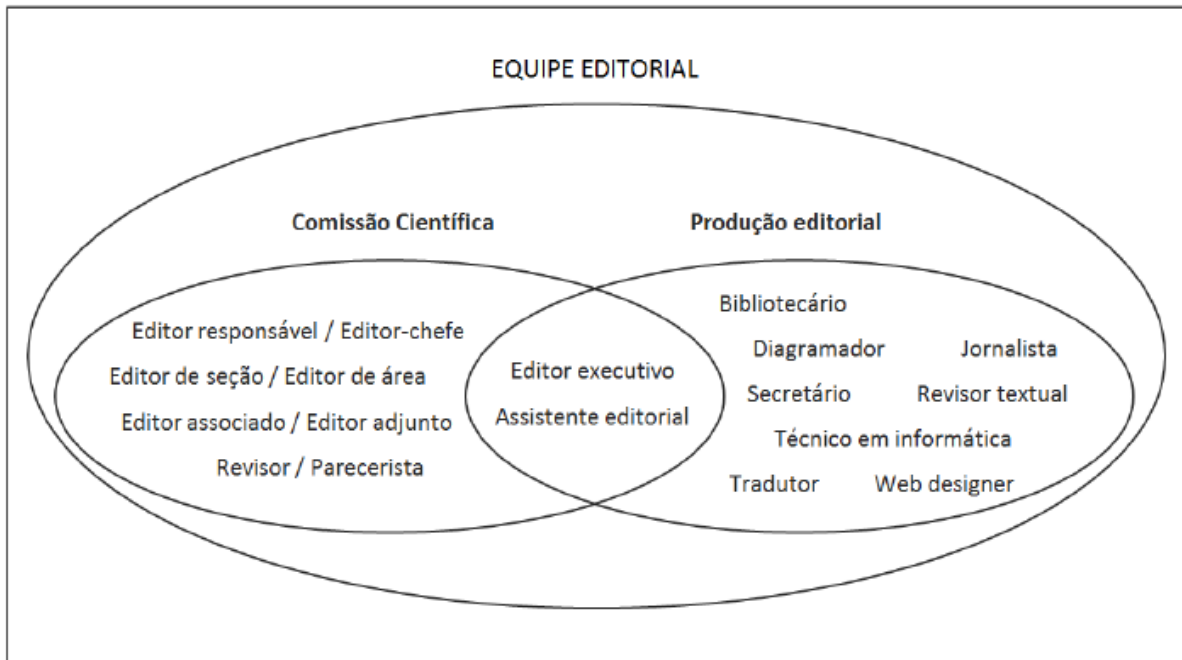 EQUIPE EDITORIAL
Comissão Científica
Editor responsável / Editor-chefe
Editor de seção / Editor de área
Editor associado / Editor adjunto
Revisor / Parecerista
Editor executivo
Assistente editorial
Produção editorial
Bibliotecário
Diagramador Jornalista
Secretário Revisor textual
Técnico em informática
Tradutor Web designer